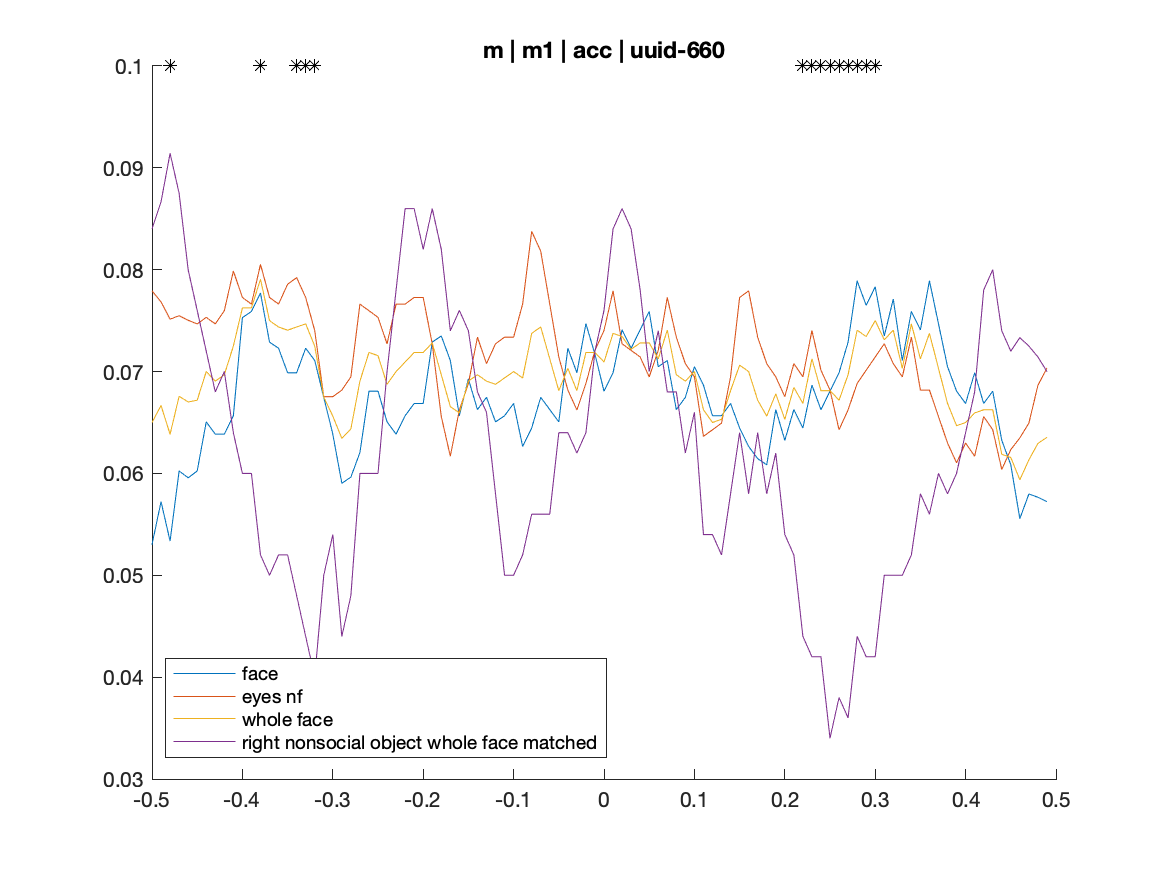 m | m1 | acc | uuid-660
0.1
0.09
0.08
0.07
0.06
0.05
0.04
0.03
face
eyes nf
whole face
right nonsocial object whole face matched
-0.5 -0.4 -0.3 -0.2 -0.1 0 0.1 0.2 0.3 0.4 0.5